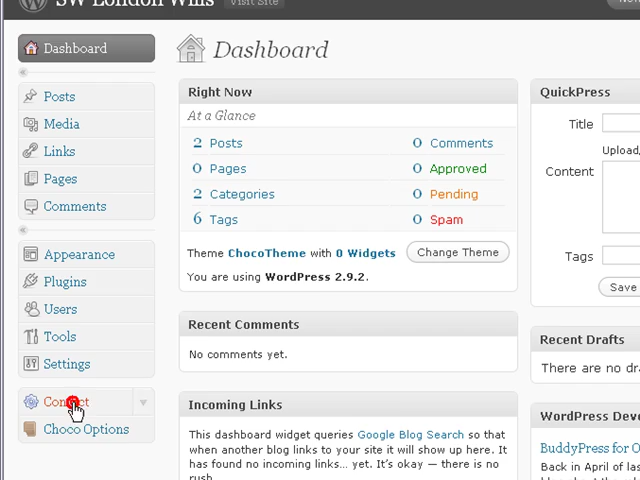 SW London Wills
Visit Site
Dashboard
Posts
Media
Links
Pages
Comments
Appearance
Plugins
Users
Tools
Settings
Choco Options
Dashboard
Right Now
At a Glance
2 Posts 0 Comments
0 Pages 0 Approved
2 Categories 0 Pending
6 Tags 0 Spam
Theme ChocoTheme with 0 Widgets Change Theme
You are using WordPress 2.9.2.
Recent Comments
No comments yet.
Incoming Links
This dashboard widget queries Google Blog Search so that
when another blog links to your site it will show up here. It
has found no incoming links... yet. It's okay — there is no
rush.
QuickPress
Title
Upload/
Content
Tags
Save
Recent Drafts
There are no dra
WordPress Deve
BuddyPress for O
Back in April of las